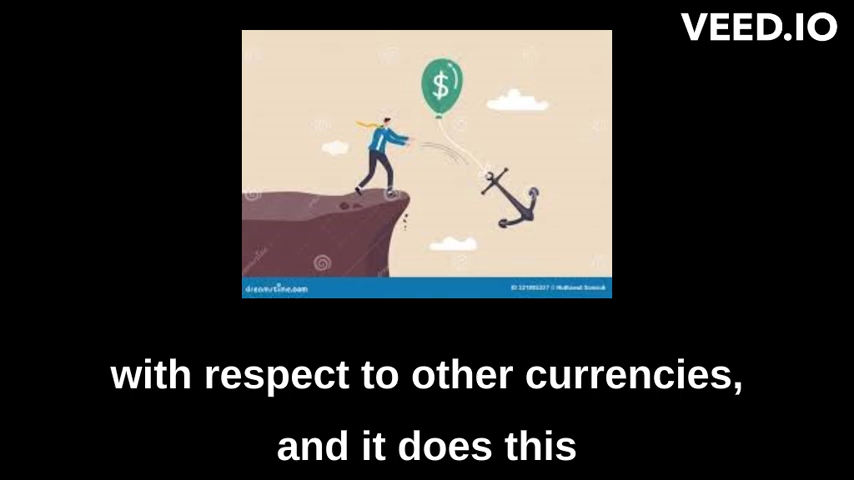 VEED.IO
$
dreamstime.com
with respect to other currencies,
and it does this